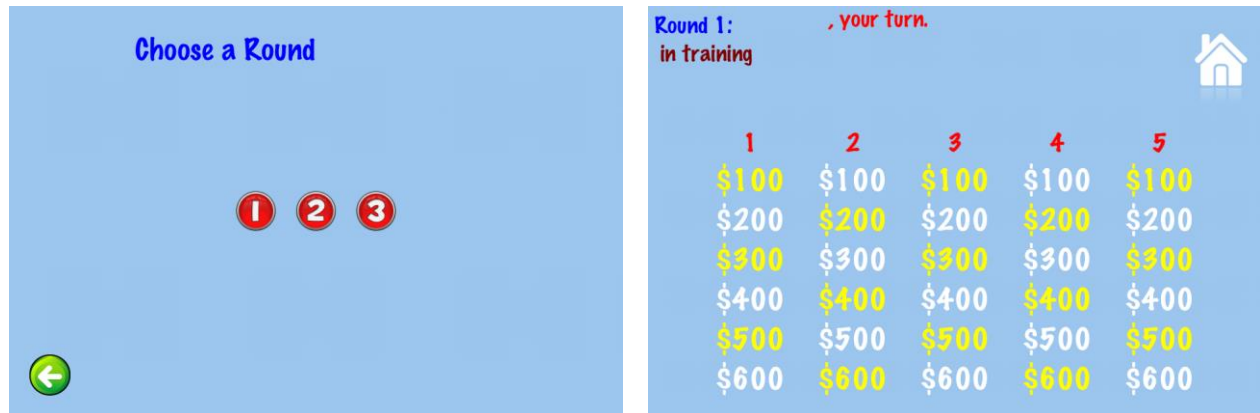 Choose a Round
1 2 3
Round 1:
, your turn.
in training
1 2 3 4 5
$100 $100 $100 $100 $100
$200 $200 $200 $200 $200
$300 $300 $300 $300 $300
$400 $400 $400 $400 $400
$500 $500 $500 $500 $500
$600 $600 $600 $600 $600